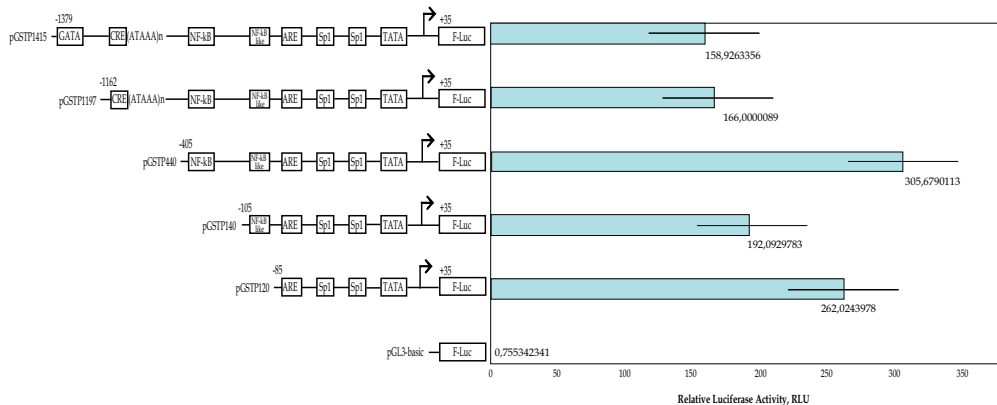 -1379
+35
pGSTP1415 GATA CRE (ATAAA)n NF-kB NF-kB like ARE Sp1 Sp1 TATA F-Luc
158,9263356
-1162
+35
pGSTP1197 CRE (ATAAA)n NF-kB NF-kB like ARE Sp1 Sp1 TATA F-Luc
166,0000089
-405
+35
pGSTP440 NF-kB NF-kB like ARE Sp1 Sp1 TATA F-Luc
305,6790113
-105
+35
pGSTP140 NF-kB like ARE Sp1 Sp1 TATA F-Luc
192,0929783
-85
+35
pGSTP120 ARE Sp1 Sp1 TATA F-Luc
262,0243978
pGL3-basic F-Luc 0,755342341
0 50 100 150 200 250 300 350
Relative Luciferase Activity, RLU